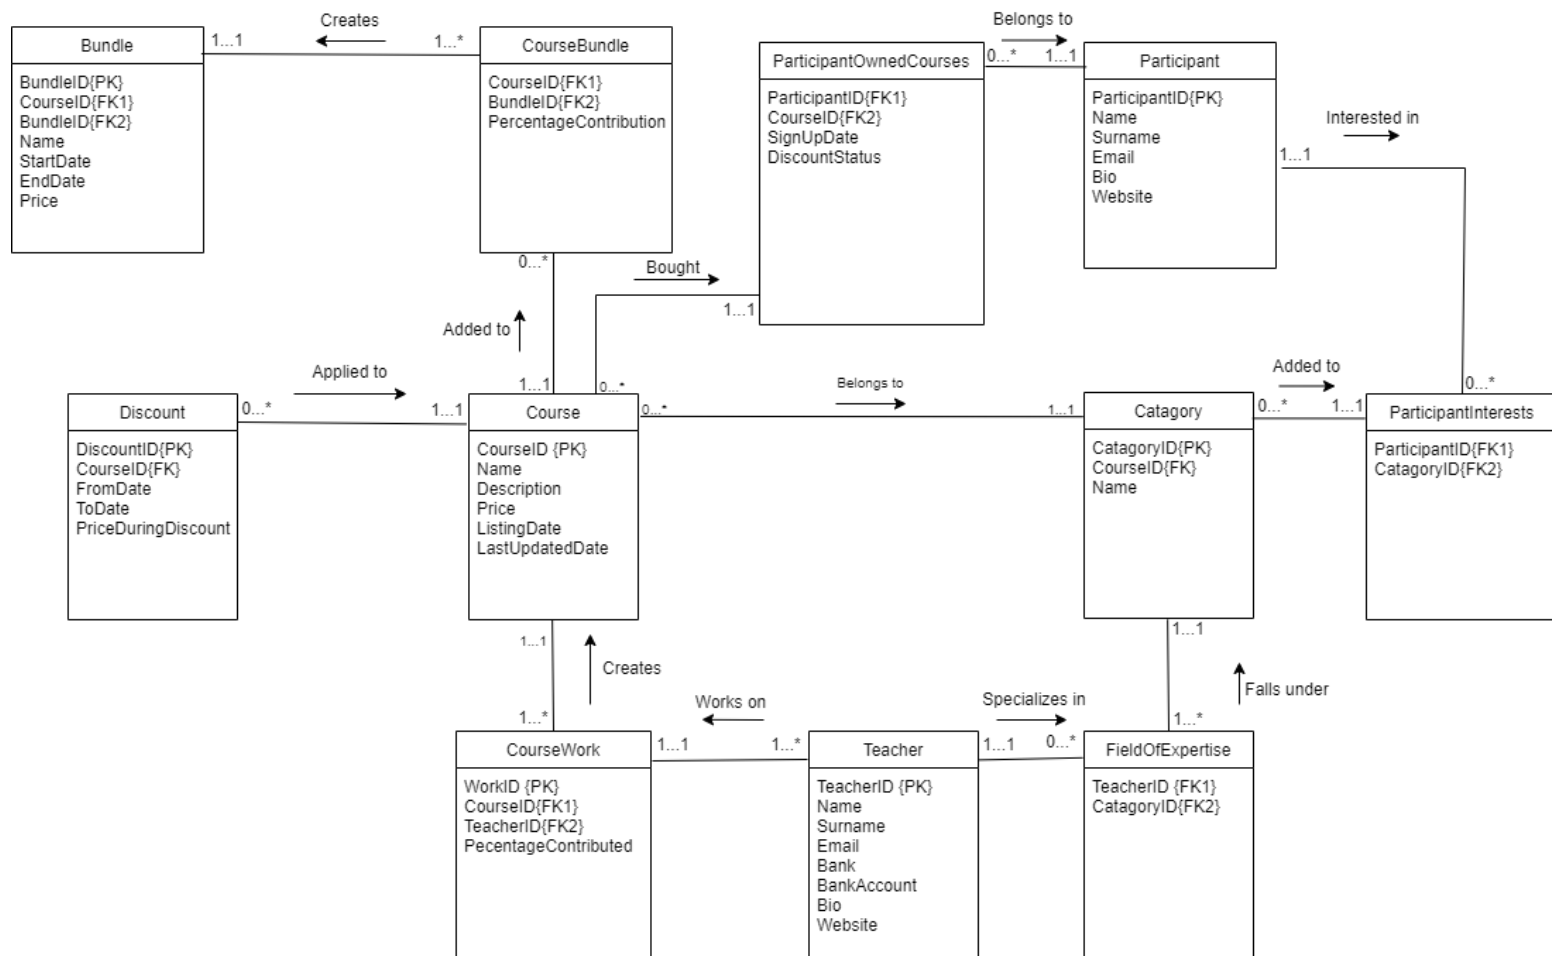 Creates
Bundle
1...1
1...*
CourseBundle
BundleID{PK}
CourseID{FK1}
BundleID{FK2}
Name
StartDate
EndDate
Price
CourseID{FK1}
BundleID{FK2}
PercentageContribution
0...*
Belongs to
ParticipantOwnedCourses
0...*
1...1
Participant
ParticipantID{FK1}
CourseID{FK2}
SignUpDate
DiscountStatus
ParticipantID{PK}
Name
Surname
Email
Bio
Website
Interested in
1...1
Bought
1...1
Added to
Applied to
1...1
0...*
Belongs to
Added to
0...*
Discount
0...*
1...1
Course
0...*
1...1
Catagory
0...*
1...1
ParticipantInterests
DiscountID{PK}
CourseID{FK}
FromDate
ToDate
PriceDuringDiscount
CourseID {PK}
Name
Description
Price
ListingDate
LastUpdatedDate
CatagoryID{PK}
CourseID{FK}
Name
ParticipantID{FK1}
CatagoryID{FK2}
1...1
Creates
1...*
1...1
Falls under
1...*
Works on
Specializes in
CourseWork
1...1
1...*
Teacher
1...1
0...*
FieldOfExpertise
WorkID {PK}
CourseID{FK1}
TeacherID{FK2}
PecentageContributed
TeacherID {PK}
Name
Surname
Email
Bank
BankAccount
Bio
Website
TeacherID {FK1}
CatagoryID{FK2}